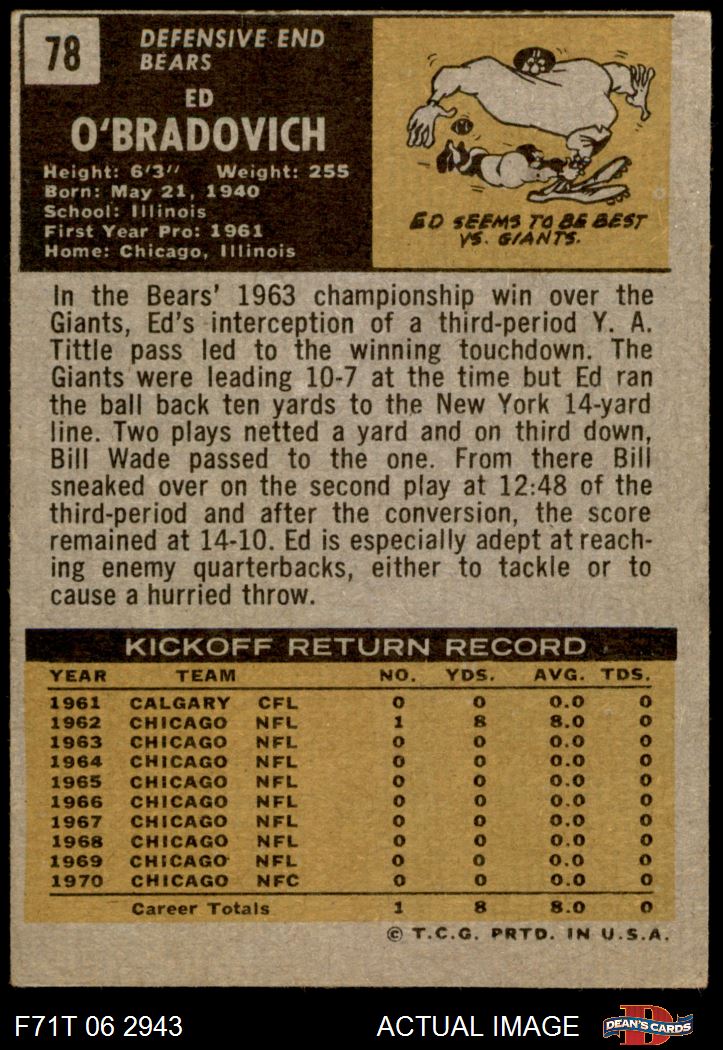 78
DEFENSIVE END
BEARS
ED
O'BRADOVICH
Height: 6'3" Weight: 255
Born: May 21, 1940
School: Illinois
First Year Pro: 1961
Home: Chicago, Illinois
ED SEEMS TO BE BEST
VS. GIANTS.
In the Bears' 1963 championship win over the
Giants, Ed's interception of a third-period Y. A.
Tittle pass led to the winning touchdown. The
Giants were leading 10-7 at the time but Ed ran
the ball back ten yards to the New York 14-yard
line. Two plays netted a yard and on third down,
Bill Wade passed to the one. From there Bill
sneaked over on the second play at 12:48 of the
third-period and after the conversion, the score
remained at 14-10. Ed is especially adept at reach-
ing enemy quarterbacks, either to tackle or to
cause a hurried throw.
KICKOFF RETURN RECORD
YEAR TEAM NO. YDS. AVG. TDS.
1961 CALGARY CFL 0 0 0.0 0
1962 CHICAGO NFL 1 8 8.0 0
1963 CHICAGO NFL 0 0 0.0 0
1964 CHICAGO NFL 0 0 0.0 0
1965 CHICAGO NFL 0 0 0.0 0
1966 CHICAGO NFL 0 0 0.0 0
1967 CHICAGO NFL 0 0 0.0 0
1968 CHICAGO NFL 0 0 0.0 0
1969 CHICAGO NFL 0 0 0.0 0
1970 CHICAGO NFC 0 0 0.0 0
Career Totals 1 8 8.0 0
© T.C.G. PRTD. IN U.S.A.
F71T 06 2943 ACTUAL IMAGE
D
DEAN'S CARDS